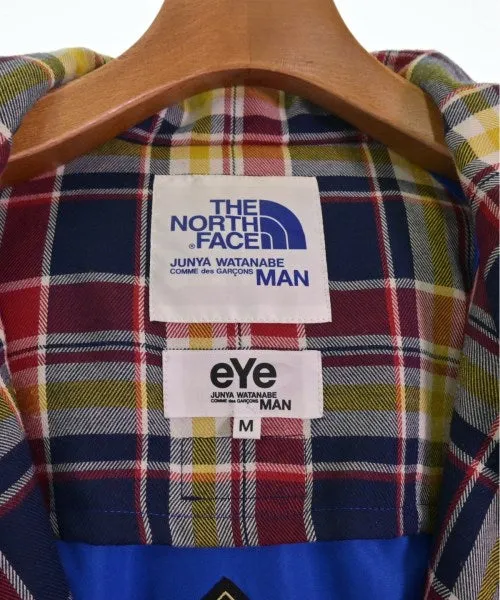 THE
NORTH
® FACE
JUNYA WATANABE
COMME des GARÇONS MAN
eYe
JUNYA WATANABE
COMME des GARÇONS MAN
M